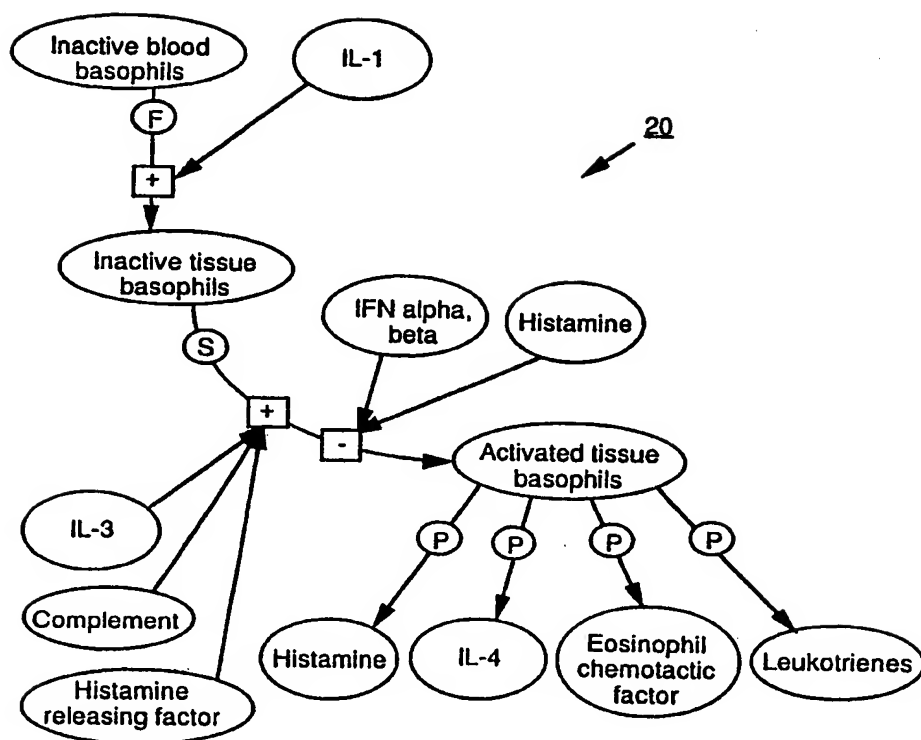 Inactive blood
basophils
IL-1
F
20
+
Inactive tissue
basophils
IFN alpha,
beta
Histamine
S
+
-
Activated tissue
basophils
IL-3
P
P
P
P
Complement
Histamine
IL-4
Eosinophil
chemotactic
factor
Leukotrienes
Histamine
releasing factor